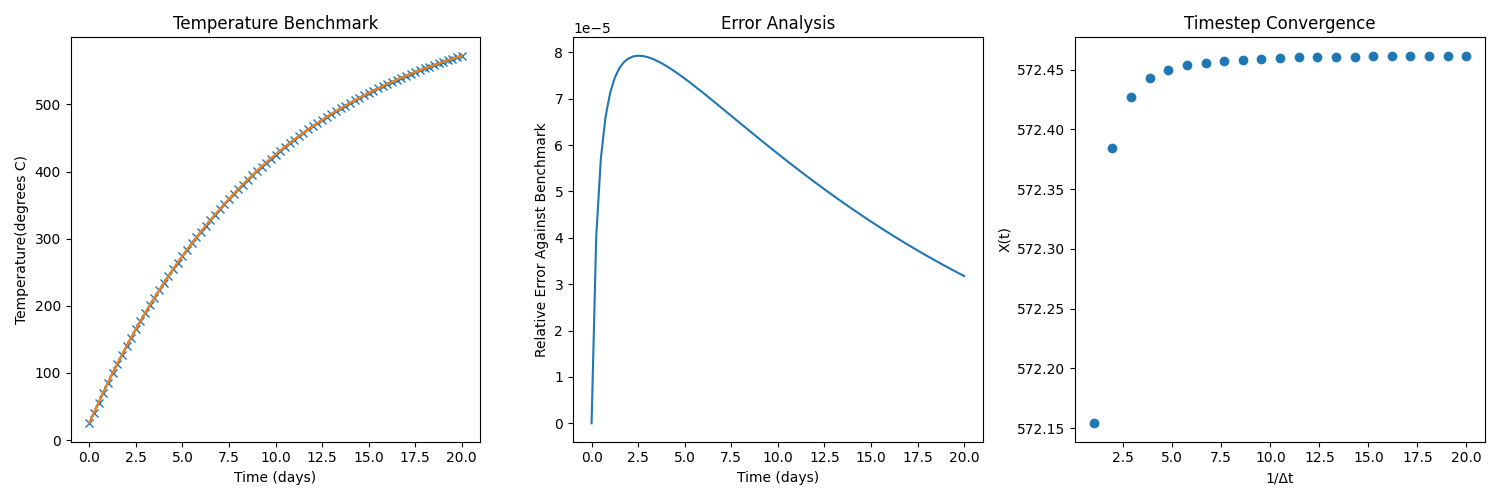 Temperature Benchmark
Temperature(degrees C)
500
400
300
200
100
0
0.0 2.5 5.0 7.5 10.0 12.5 15.0 17.5 20.0
Time (days)
Error Analysis
1e−5
Relative Error Against Benchmark
8
7
6
5
4
3
2
1
0
0.0 2.5 5.0 7.5 10.0 12.5 15.0 17.5 20.0
Time (days)
Timestep Convergence
X(t)
572.45
572.40
572.35
572.30
572.25
572.20
572.15
2.5 5.0 7.5 10.0 12.5 15.0 17.5 20.0
1/Δt